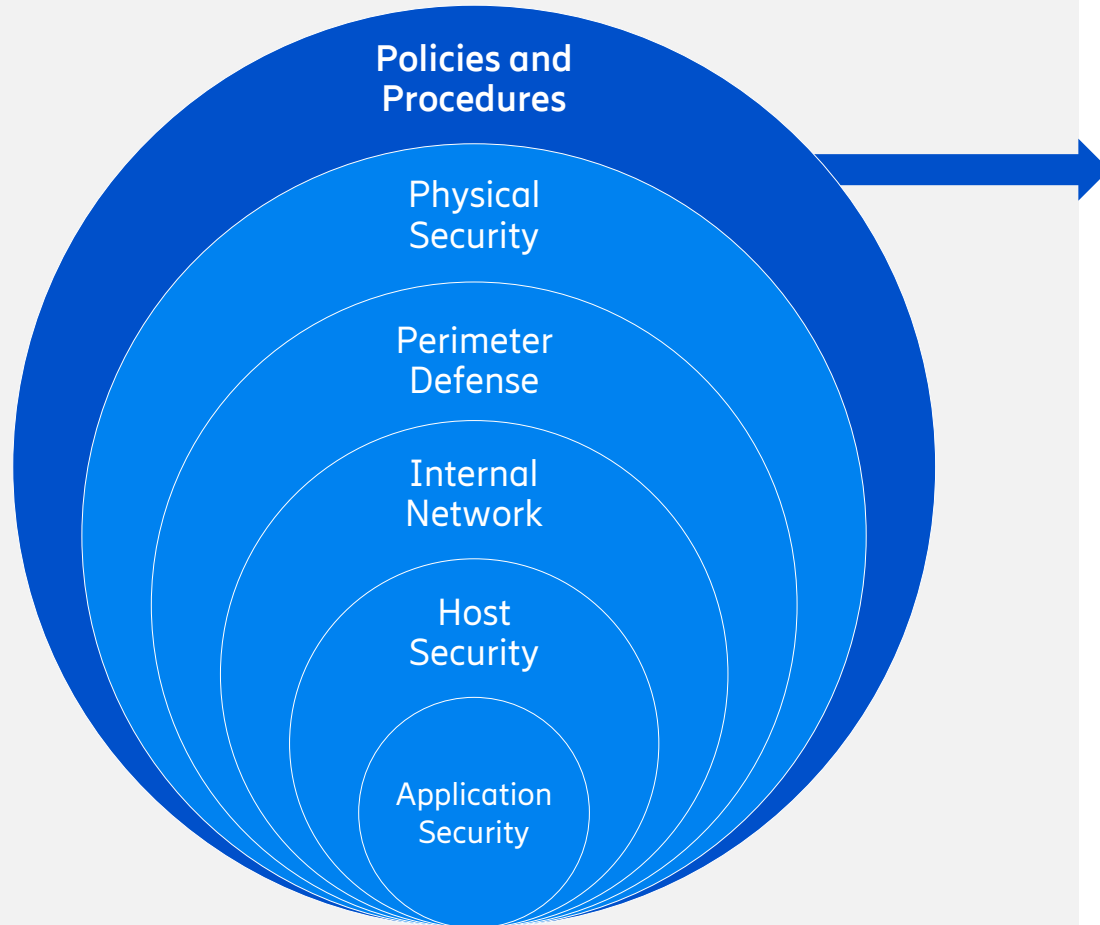 Policies and
Procedures
Physical
Security
Perimeter
Defense
Internal
Network
Host
Security
Application
Security